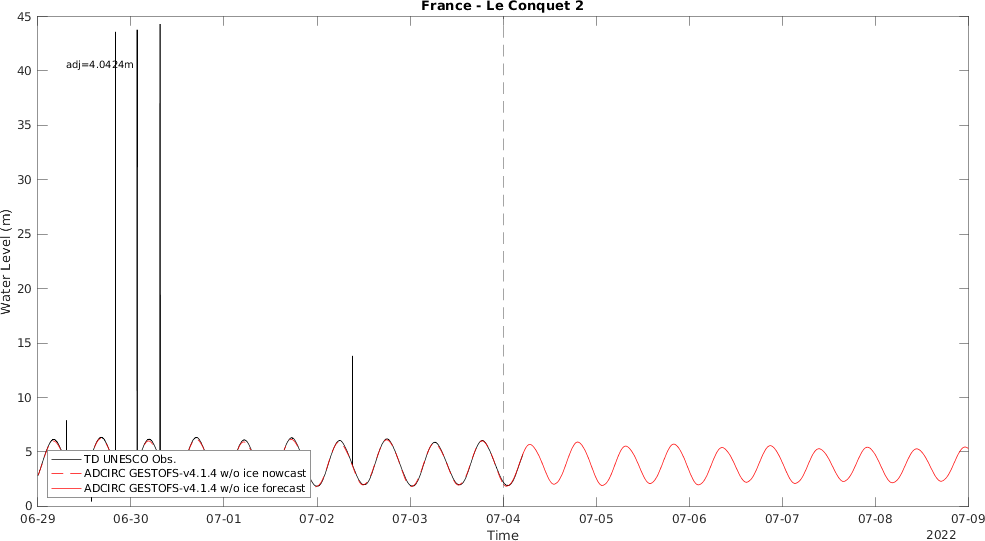 France - Le Conquet 2
45
adj=4.0424m
40
35
30
25
20
15
10
5
0
Water Level (m)
TD UNESCO Obs.
ADCIRC GESTOFS-v4.1.4 w/o ice nowcast
ADCIRC GESTOFS-v4.1.4 w/o ice forecast
06-29 06-30 07-01 07-02 07-03 07-04 07-05 07-06 07-07 07-08 07-09
Time
2022